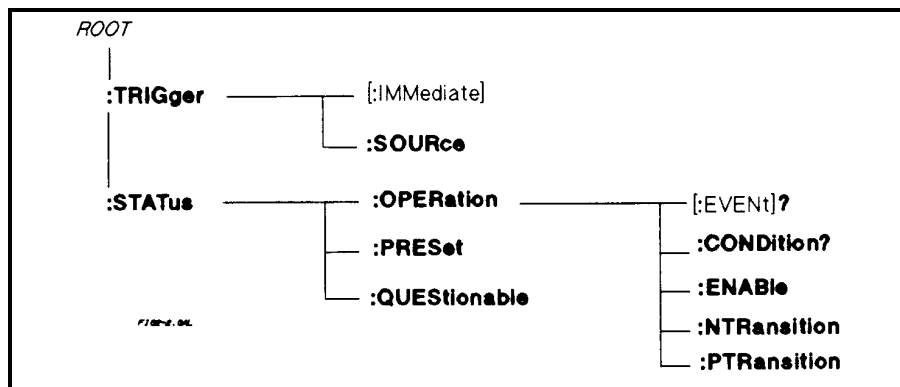 ROOT
:TRIGger [:IMMediate]
:SOURce
:STATus :OPERation [:EVENt]?
:PRESet :CONDition?
:QUEStionable :ENABle
:NTRansition
:PTRansition